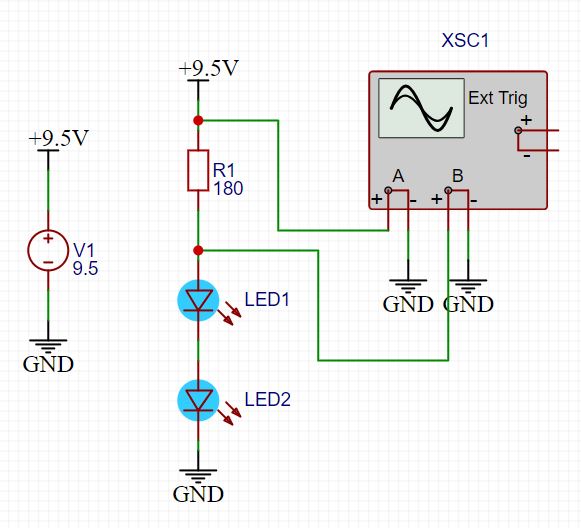 XSC1
+9.5V
Ext Trig
+
-
+9.5V
R1
180
A
B
+
-
+
-
+
-
V1
9.5
LED1
GND
GND
GND
LED2
GND